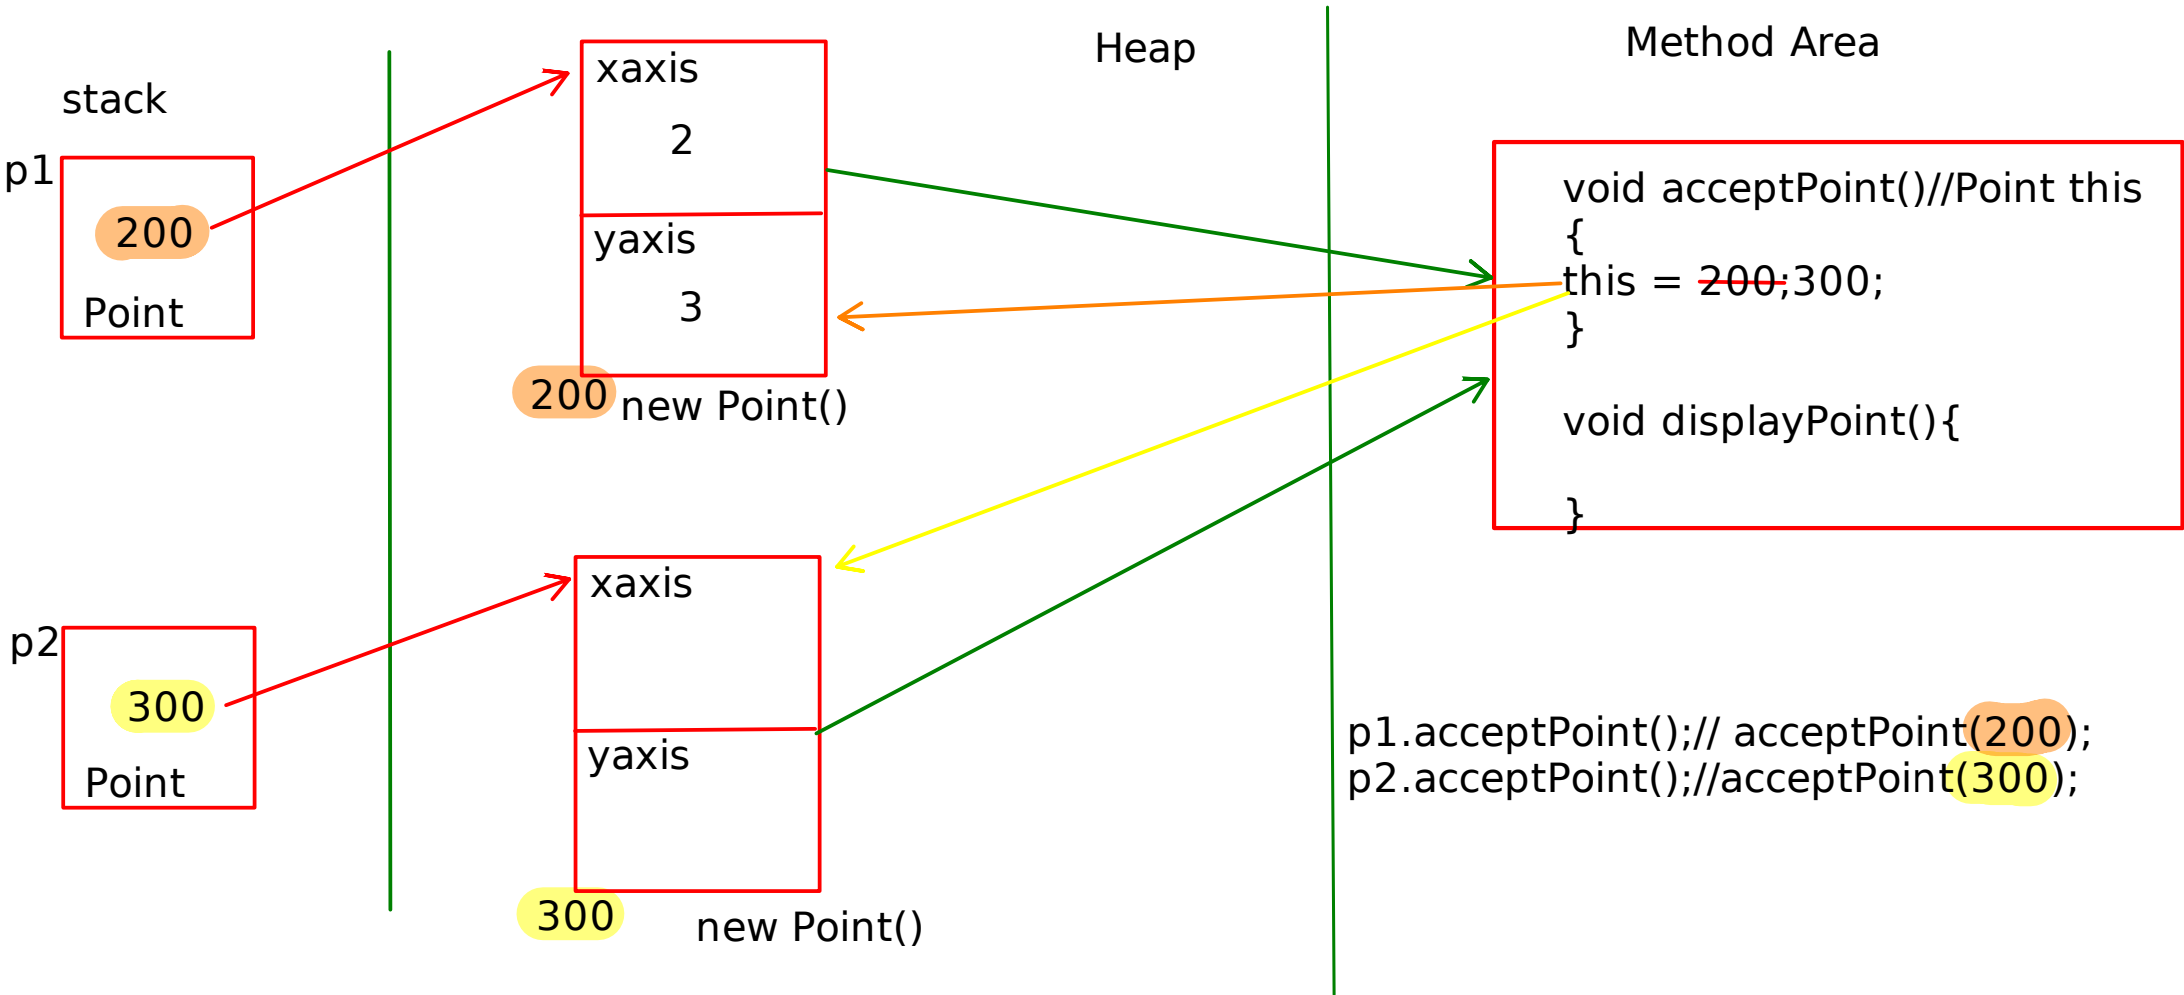 stack
p1
200
Point
xaxis
2
yaxis
3
200
new Point()
Heap
Method Area
void acceptPoint()//Point this
{
this = 200;300;
}
void displayPoint(){
}
p2
300
Point
xaxis
yaxis
300
new Point()
p1.acceptPoint();// acceptPoint(200);
p2.acceptPoint();//acceptPoint(300);